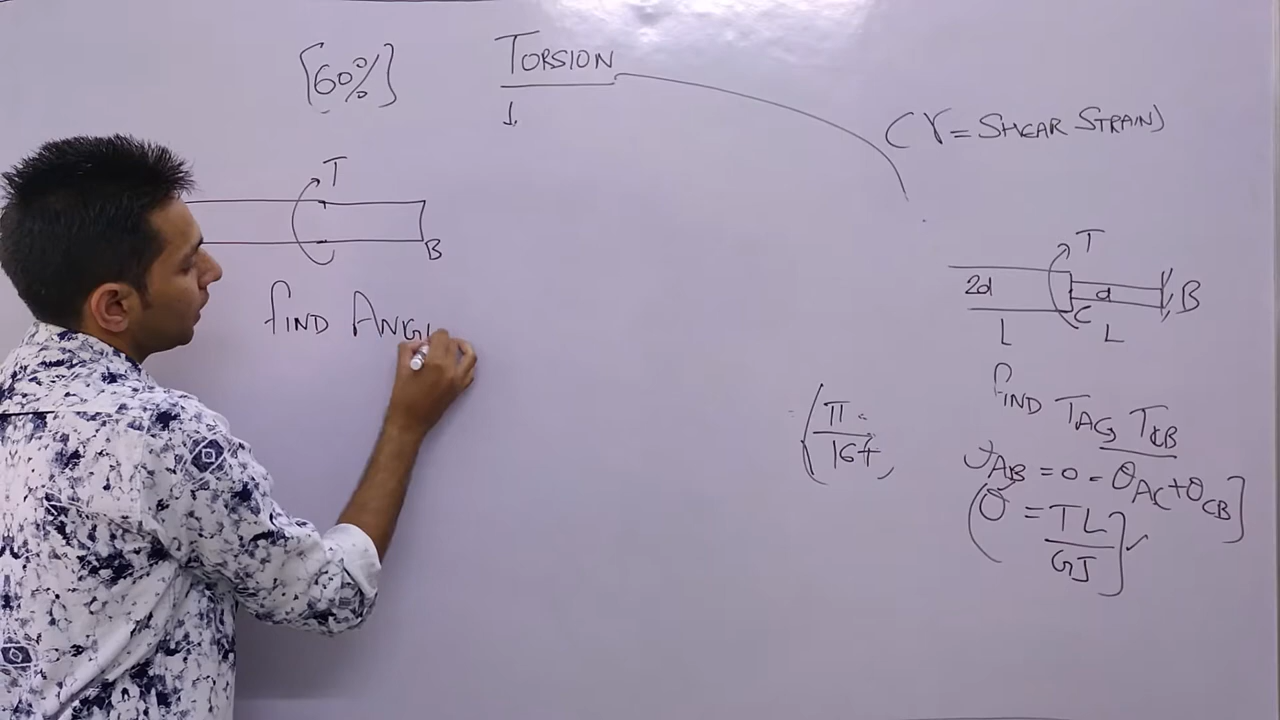 [60%]
TORSION
(γ = SHEAR STRAIN)
T
B
FIND ANGL
T
2d
d
B
C
L
L
FIND TAC, TCB
θAB = 0 = θAC + θCB]
(θ = TL/GJ] ✓
(π/16